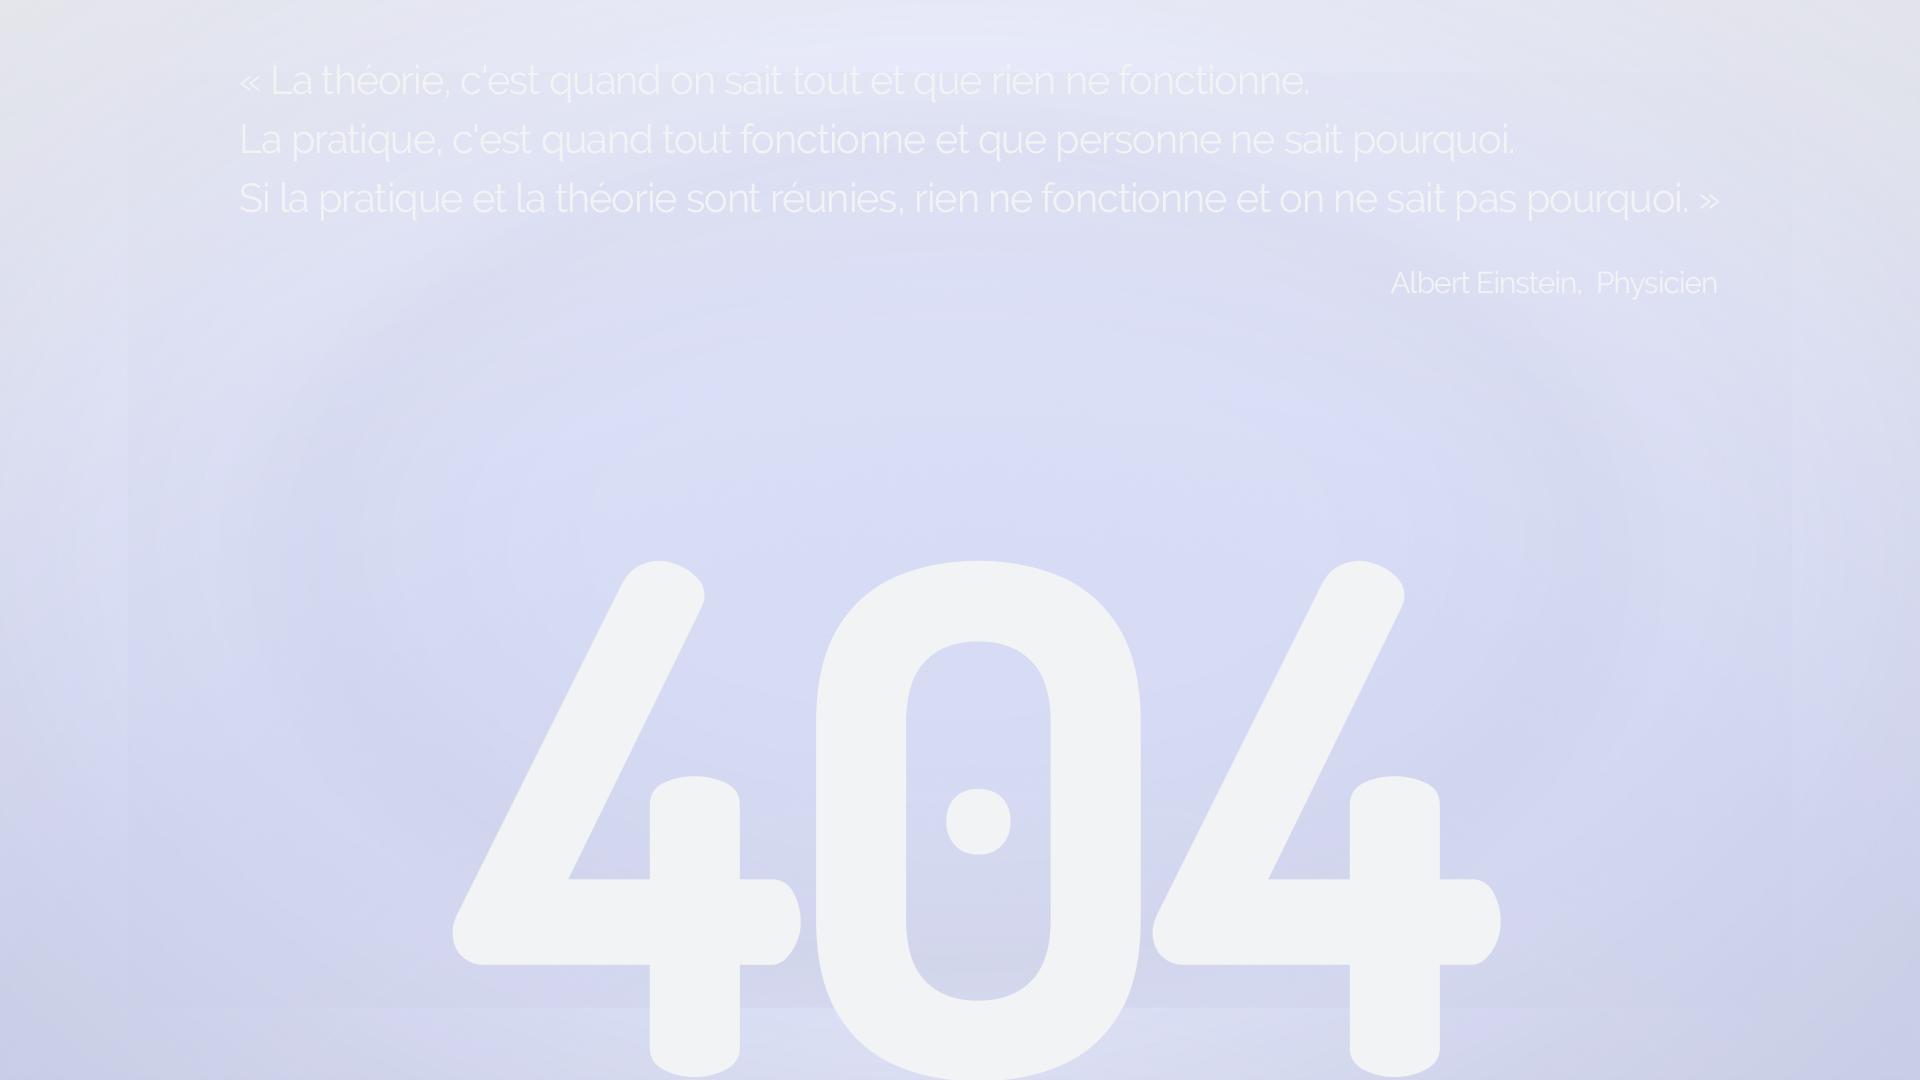 « La théorie, c'est quand on sait tout et que rien ne fonctionne.
La pratique, c'est quand tout fonctionne et que personne ne sait pourquoi.
Si la pratique et la théorie sont réunies, rien ne fonctionne et on ne sait pas pourquoi. »
Albert Einstein, Physicien
404